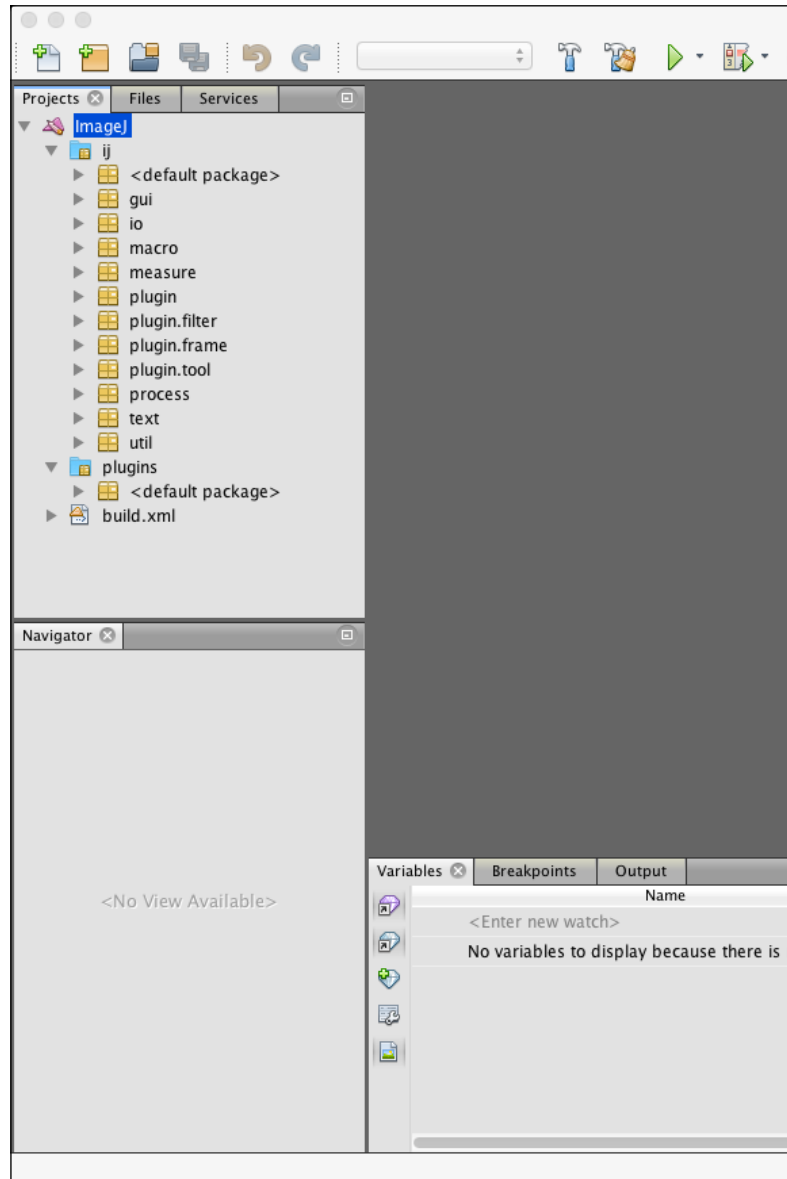 Projects Files Services
ImageJ
ij
<default package>
gui
io
macro
measure
plugin
plugin.filter
plugin.frame
plugin.tool
process
text
util
plugins
<default package>
build.xml
Navigator
<No View Available>
Variables Breakpoints Output
Name
<Enter new watch>
No variables to display because there is